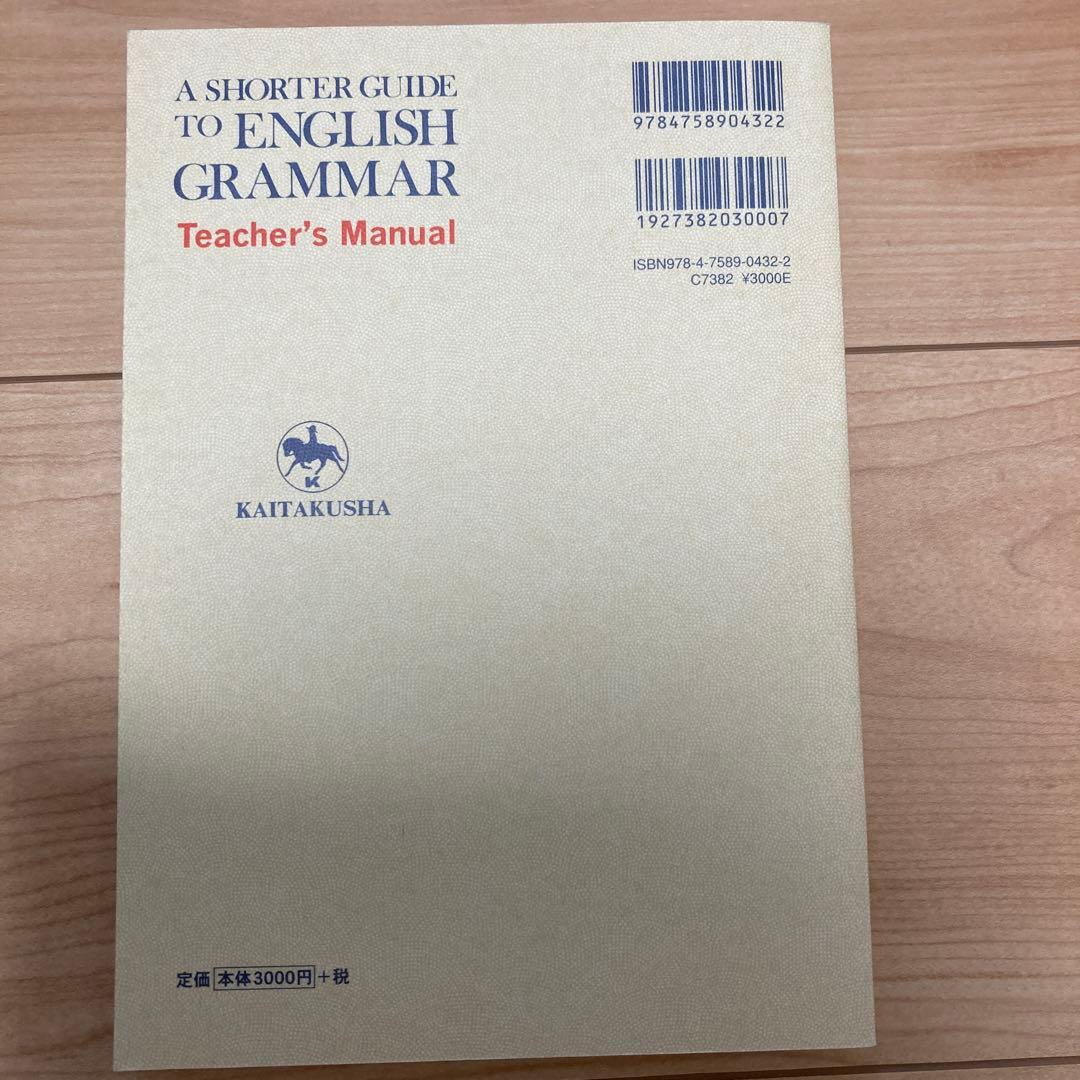 A SHORTER GUIDE
TO ENGLISH
GRAMMAR
Teacher's Manual
9784758904322
1927382030007
ISBN978-4-7589-0432-2
C7382 ¥3000E
K
KAITAKUSHA
定価 本体3000円+税